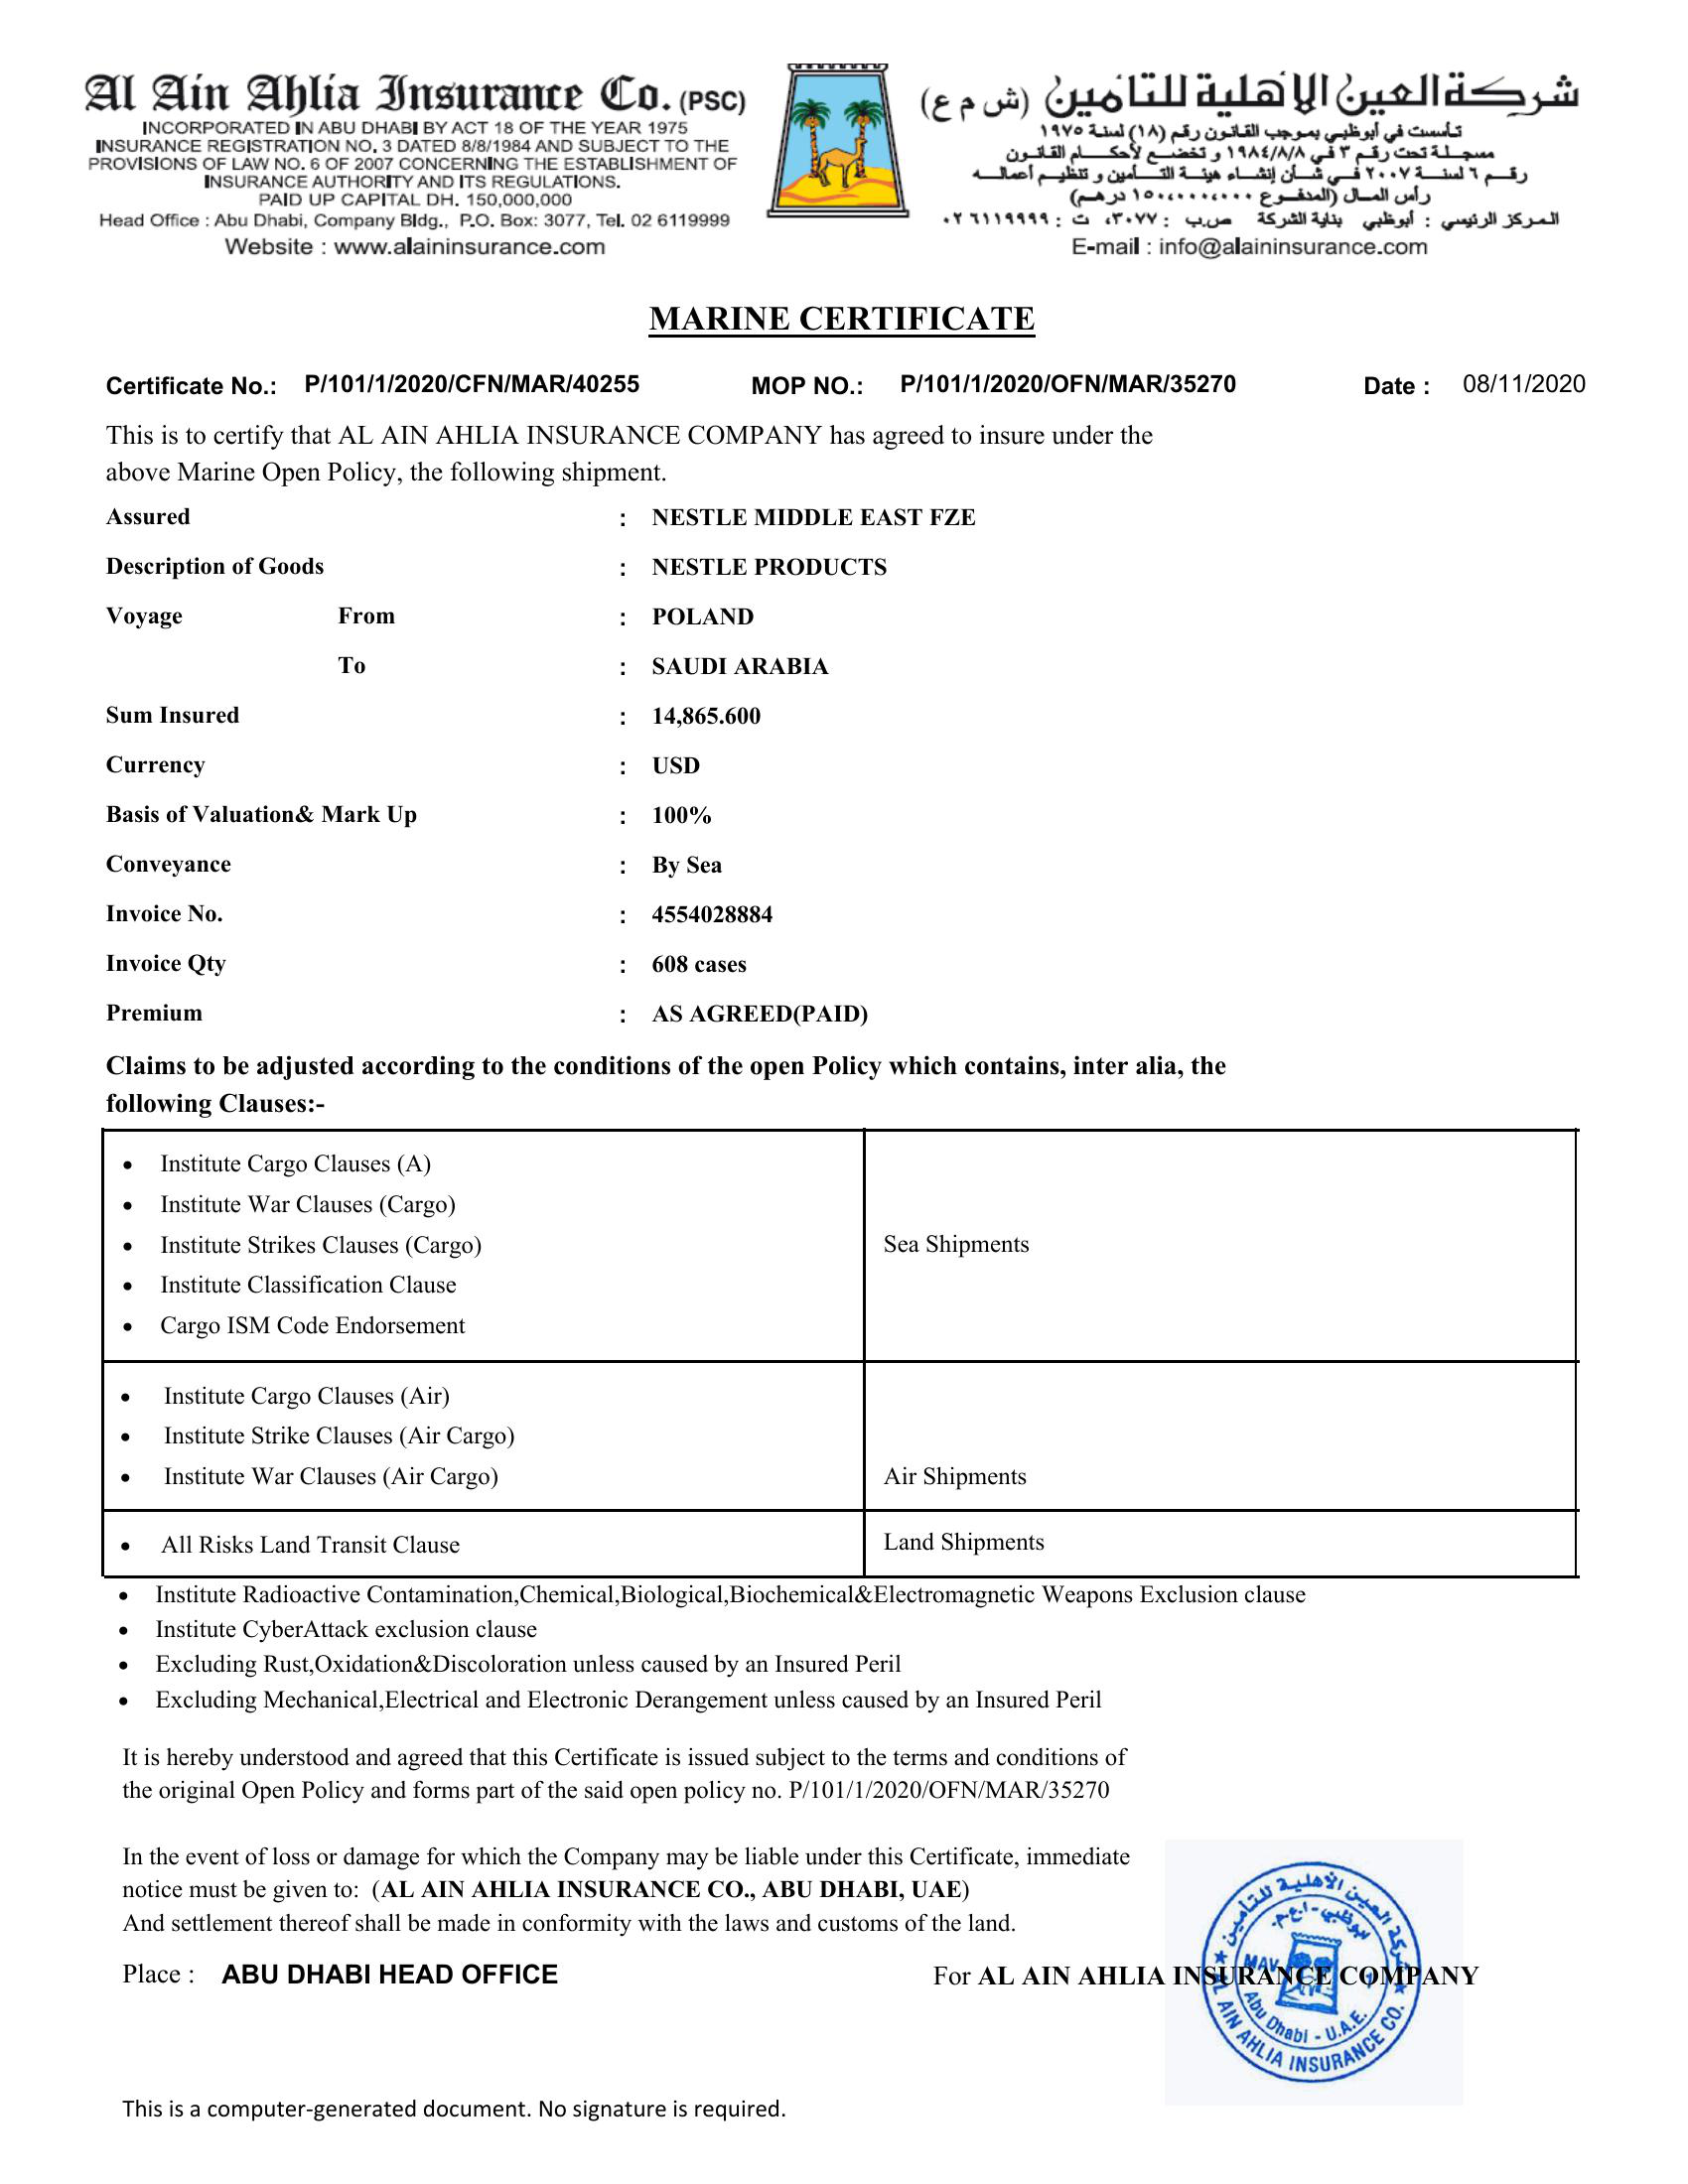 Al Ain Ahlia Insurance Co. (PSC)
INCORPORATED IN ABU DHABI BY ACT 18 OF THE YEAR 1975
INSURANCE REGISTRATION NO. 3 DATED 8/8/1984 AND SUBJECT TO THE
PROVISIONS OF LAW NO. 6 OF 2007 CONCERNING THE ESTABLISHMENT OF
INSURANCE AUTHORITY AND ITS REGULATIONS.
PAID UP CAPITAL DH. 150,000,000
Head Office : Abu Dhabi, Company Bldg., P.O. Box: 3077, Tel. 02 6119999
Website : www.alaininsurance.com
شركة العين الأهلية للتأمين (ش م ع)
تأسست في أبوظبي بموجب القانون رقم (١٨) لسنة ١٩٧٥
مسجلة تحت رقم ٣ في ١٩٨٤/٨/٨ و تخضع لأحكام القانون
رقم ٦ لسنة ٢٠٠٧ في شأن إنشاء هيئة التأمين و تنظيم أعماله
رأس المال (المدفوع ١٥٠،٠٠٠،٠٠٠ درهم)
المركز الرئيسي : أبوظبي بناية الشركة ص.ب : ٣٠٧٧، ت : ٠٢ ٦١١٩٩٩٩
E-mail : info@alaininsurance.com
MARINE CERTIFICATE
Certificate No.: P/101/1/2020/CFN/MAR/40255 MOP NO.: P/101/1/2020/OFN/MAR/35270 Date : 08/11/2020
This is to certify that AL AIN AHLIA INSURANCE COMPANY has agreed to insure under the
above Marine Open Policy, the following shipment.
Assured : NESTLE MIDDLE EAST FZE
Description of Goods : NESTLE PRODUCTS
Voyage From : POLAND
To : SAUDI ARABIA
Sum Insured : 14,865.600
Currency : USD
Basis of Valuation& Mark Up : 100%
Conveyance : By Sea
Invoice No. : 4554028884
Invoice Qty : 608 cases
Premium : AS AGREED(PAID)
Claims to be adjusted according to the conditions of the open Policy which contains, inter alia, the
following Clauses:-
• Institute Cargo Clauses (A)
• Institute War Clauses (Cargo)
• Institute Strikes Clauses (Cargo)
• Institute Classification Clause
• Cargo ISM Code Endorsement
Sea Shipments
• Institute Cargo Clauses (Air)
• Institute Strike Clauses (Air Cargo)
• Institute War Clauses (Air Cargo)
Air Shipments
• All Risks Land Transit Clause
Land Shipments
• Institute Radioactive Contamination,Chemical,Biological,Biochemical&Electromagnetic Weapons Exclusion clause
• Institute CyberAttack exclusion clause
• Excluding Rust,Oxidation&Discoloration unless caused by an Insured Peril
• Excluding Mechanical,Electrical and Electronic Derangement unless caused by an Insured Peril
It is hereby understood and agreed that this Certificate is issued subject to the terms and conditions of
the original Open Policy and forms part of the said open policy no. P/101/1/2020/OFN/MAR/35270
In the event of loss or damage for which the Company may be liable under this Certificate, immediate
notice must be given to: (AL AIN AHLIA INSURANCE CO., ABU DHABI, UAE)
And settlement thereof shall be made in conformity with the laws and customs of the land.
Place : ABU DHABI HEAD OFFICE
For AL AIN AHLIA INSURANCE COMPANY
شركة العين الأهلية للتأمين
أبوظبي - ا.ع.م.
MAV
Abu Dhabi - U.A.E.
AL AIN AHLIA INSURANCE CO.
This is a computer-generated document. No signature is required.